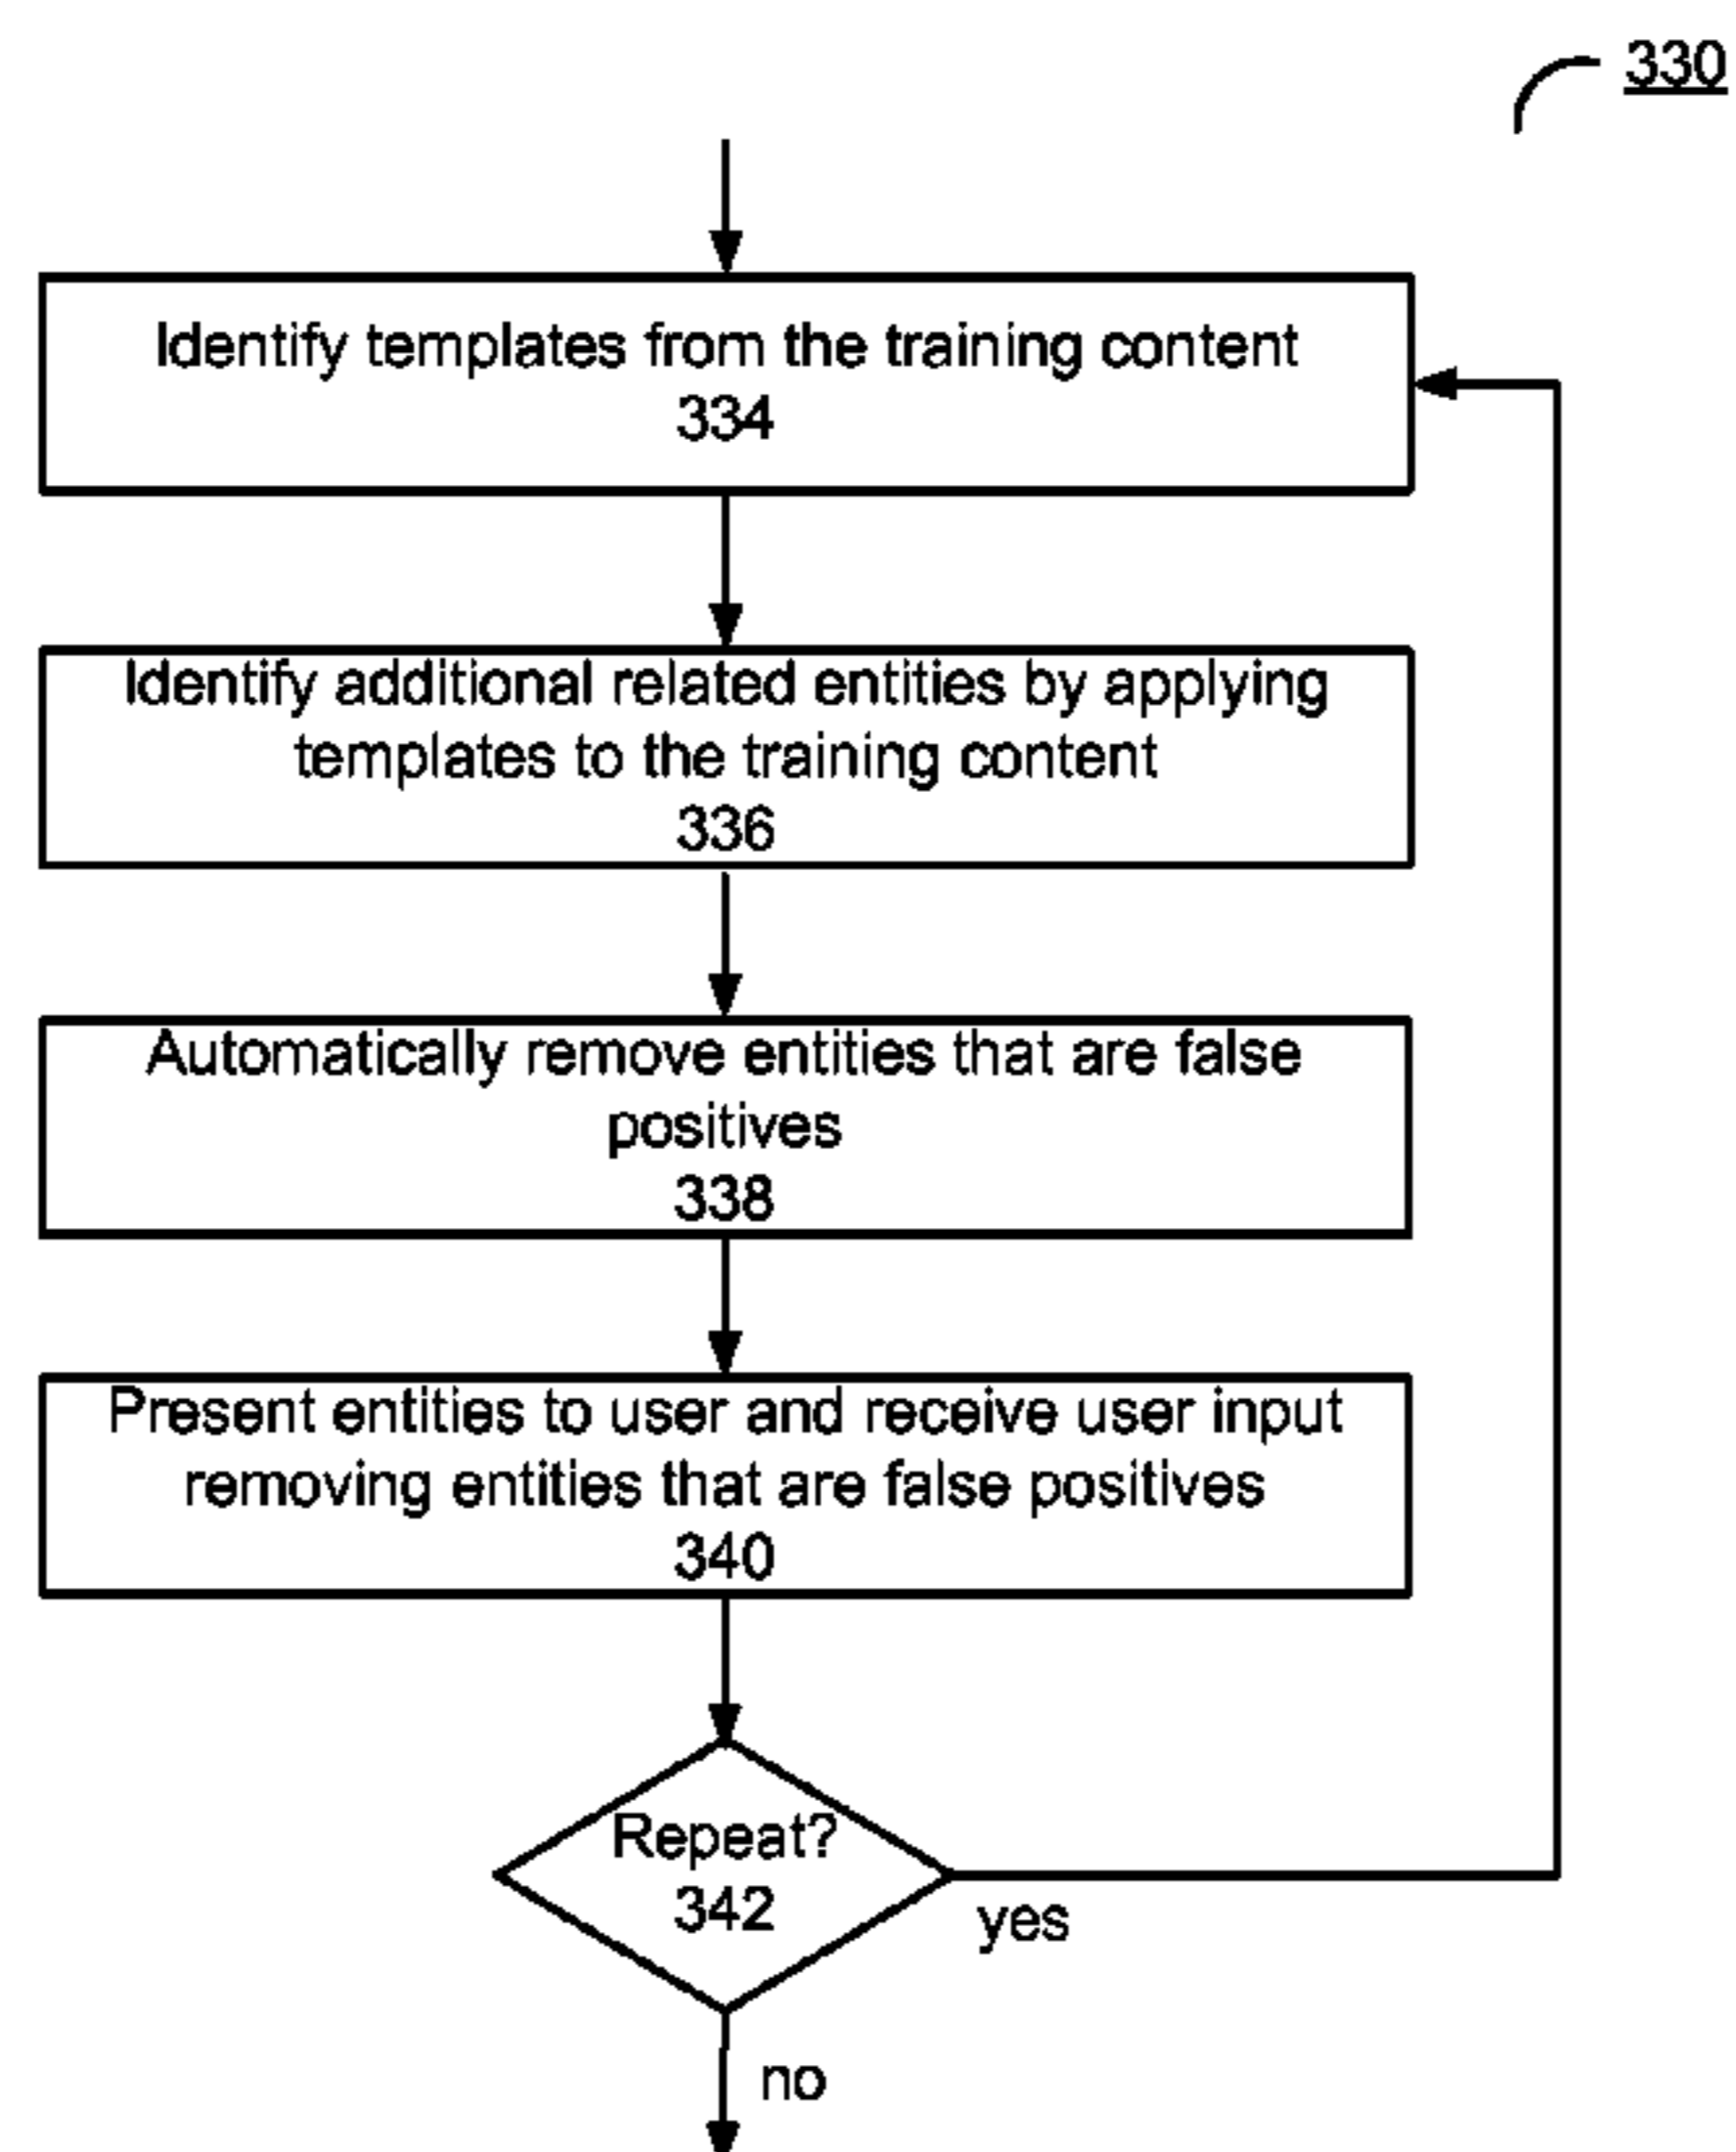 330
Identify templates from the training content
334
Identify additional related entities by applying
templates to the training content
336
Automatically remove entities that are false
positives
338
Present entities to user and receive user input
removing entities that are false positives
340
Repeat?
342
yes
no